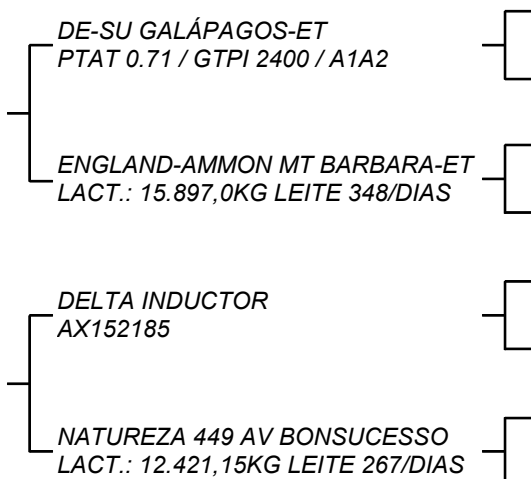 DE-SU GALÁPAGOS-ET
PTAT 0.71 / GTPI 2400 / A1A2
ENGLAND-AMMON MT BARBARA-ET
LACT.: 15.897,0KG LEITE 348/DIAS
DELTA INDUCTOR
AX152185
NATUREZA 449 AV BONSUCESSO
LACT.: 12.421,15KG LEITE 267/DIAS